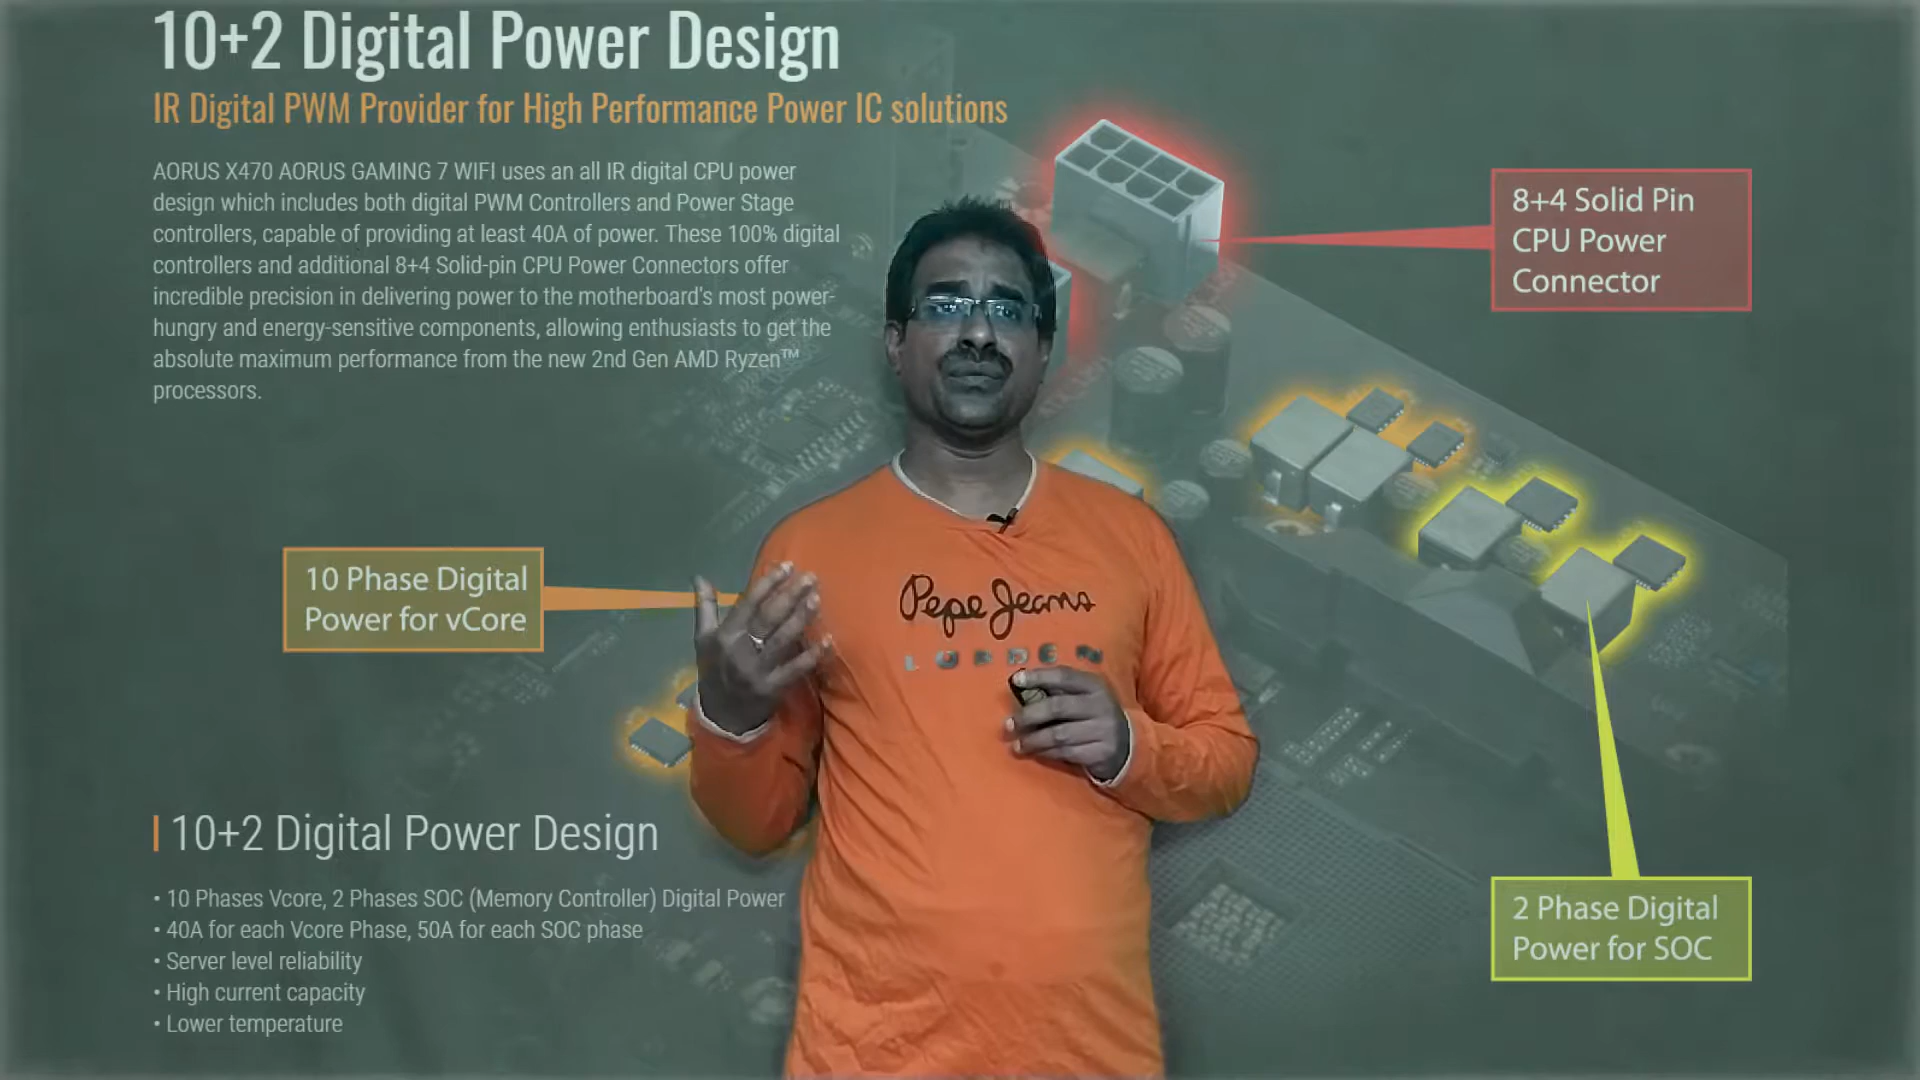 10+2 Digital Power Design
IR Digital PWM Provider for High Performance Power IC solutions
AORUS X470 AORUS GAMING 7 WIFI uses an all IR digital CPU power
design which includes both digital PWM Controllers and Power Stage
controllers, capable of providing at least 40A of power. These 100% digital
controllers and additional 8+4 Solid-pin CPU Power Connectors offer
incredible precision in delivering power to the motherboard's most power-
hungry and energy-sensitive components, allowing enthusiasts to get the
absolute maximum performance from the new 2nd Gen AMD Ryzen™
processors.
8+4 Solid Pin
CPU Power
Connector
10 Phase Digital
Power for vCore
Pepe Jeans
LONDON
10+2 Digital Power Design
• 10 Phases Vcore, 2 Phases SOC (Memory Controller) Digital Power
• 40A for each Vcore Phase, 50A for each SOC phase
• Server level reliability
• High current capacity
• Lower temperature
2 Phase Digital
Power for SOC